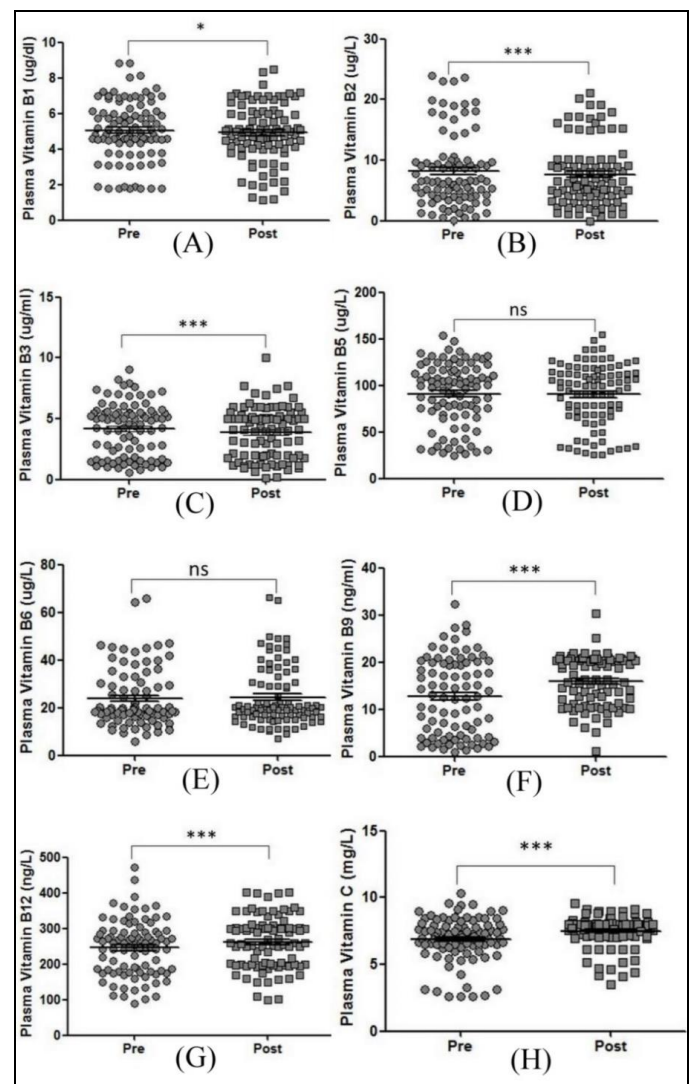 *
Plasma Vitamin B1 (ug/dl)
10
8
6
4
2
0
Pre
Post
(A)
***
Plasma Vitamin B2 (ug/L)
30
20
10
0
Pre
Post
(B)
***
Plasma Vitamin B3 (ug/ml)
15
10
5
0
Pre
Post
(C)
ns
Plasma Vitamin B5 (ug/L)
200
150
100
50
0
Pre
Post
(D)
ns
Plasma Vitamin B6 (ug/L)
80
60
40
20
0
Pre
Post
(E)
***
Plasma Vitamin B9 (ng/ml)
40
30
20
10
0
Pre
Post
(F)
***
Plasma Vitamin B12 (ng/L)
500
400
300
200
100
0
Pre
Post
(G)
***
Plasma Vitamin C (mg/L)
15
10
5
0
Pre
Post
(H)